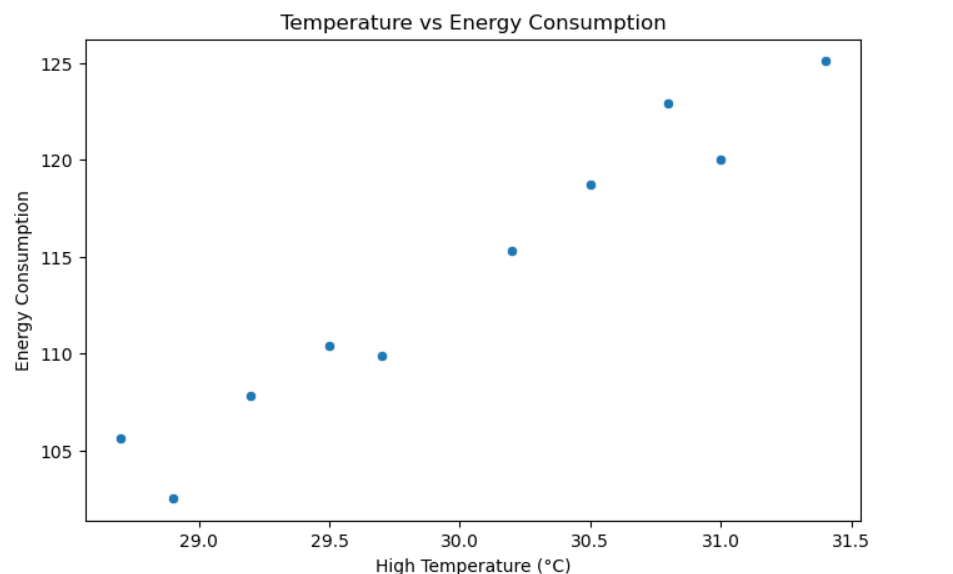 Temperature vs Energy Consumption
125
120
115
110
105
Energy Consumption
29.0 29.5 30.0 30.5 31.0 31.5
High Temperature (°C)